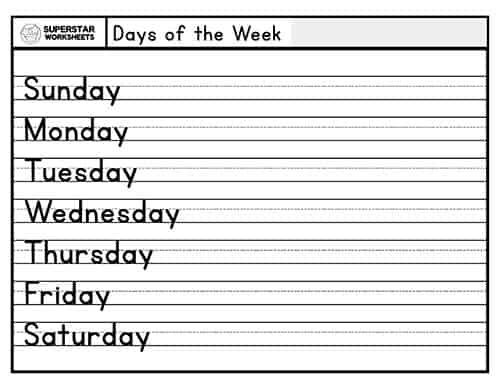 SUPERSTAR
WORKSHEETS
Days of the Week
Sunday
Monday
Tuesday
Wednesday
Thursday
Friday
Saturday